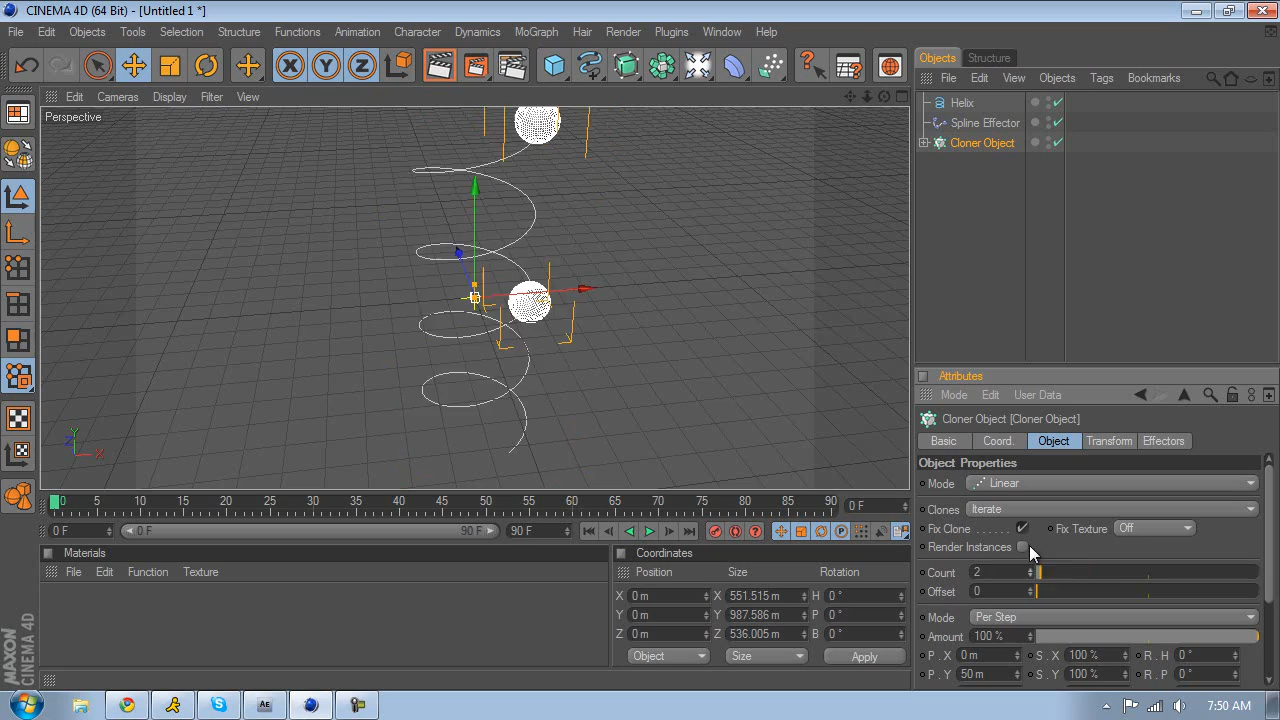 CINEMA 4D (64 Bit) - [Untitled 1 *]
File Edit Objects Tools Selection Structure Functions Animation Character Dynamics MoGraph Hair Render Plugins Window Help
X Y Z
Edit Cameras Display Filter View
Perspective
Y
Z
X
0 5 10 15 20 25 30 35 40 45 50 55 60 65 70 75 80 85 90 0 F
0 F 0 F 90 F 90 F
Materials
File Edit Function Texture
Coordinates
Position Size Rotation
X 0 m X 551.515 m H 0 °
Y 0 m Y 987.586 m P 0 °
Z 0 m Z 536.005 m B 0 °
Object Size Apply
Objects Structure
File Edit View Objects Tags Bookmarks
Helix
Spline Effector
Cloner Object
Attributes
Mode Edit User Data
Cloner Object [Cloner Object]
Basic Coord. Object Transform Effectors
Object Properties
Mode Linear
Clones Iterate
Fix Clone . . . . . . Fix Texture Off
Render Instances
Count 2
Offset 0
Mode Per Step
Amount 100 %
P . X 0 m S . X 100 % R . H 0 °
P . Y 50 m S . Y 100 % R . P 0 °
MAXON
CINEMA 4D
Ae
7:50 AM